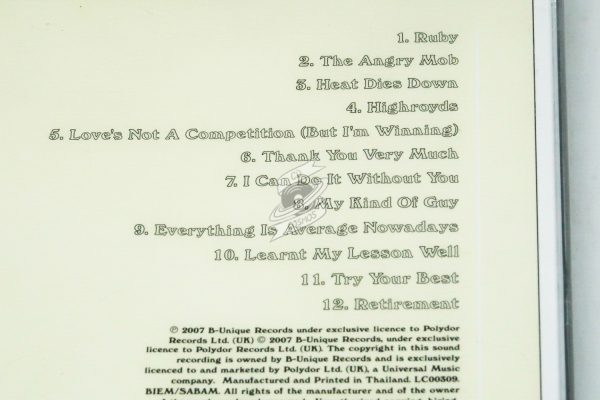 1. Ruby
2. The Angry Mob
3. Heat Dies Down
4. Highroyds
5. Love's Not A Competition (But I'm Winning)
6. Thank You Very Much
7. I Can Do It Without You
8. My Kind Of Guy
9. Everything Is Average Nowadays
10. Learnt My Lesson Well
11. Try Your Best
12. Retirement
℗ 2007 B-Unique Records under exclusive licence to Polydor
Records Ltd. (UK) © 2007 B-Unique Records, under exclusive
licence to Polydor Records Ltd. (UK). The copyright in this sound
recording is owned by B-Unique Records and is exclusively
licenced to and marketed by Polydor Ltd. (UK), a Universal Music
company. Manufactured and Printed in Thailand. LC00309.
BIEM/SABAM. All rights of the manufacturer and of the owner